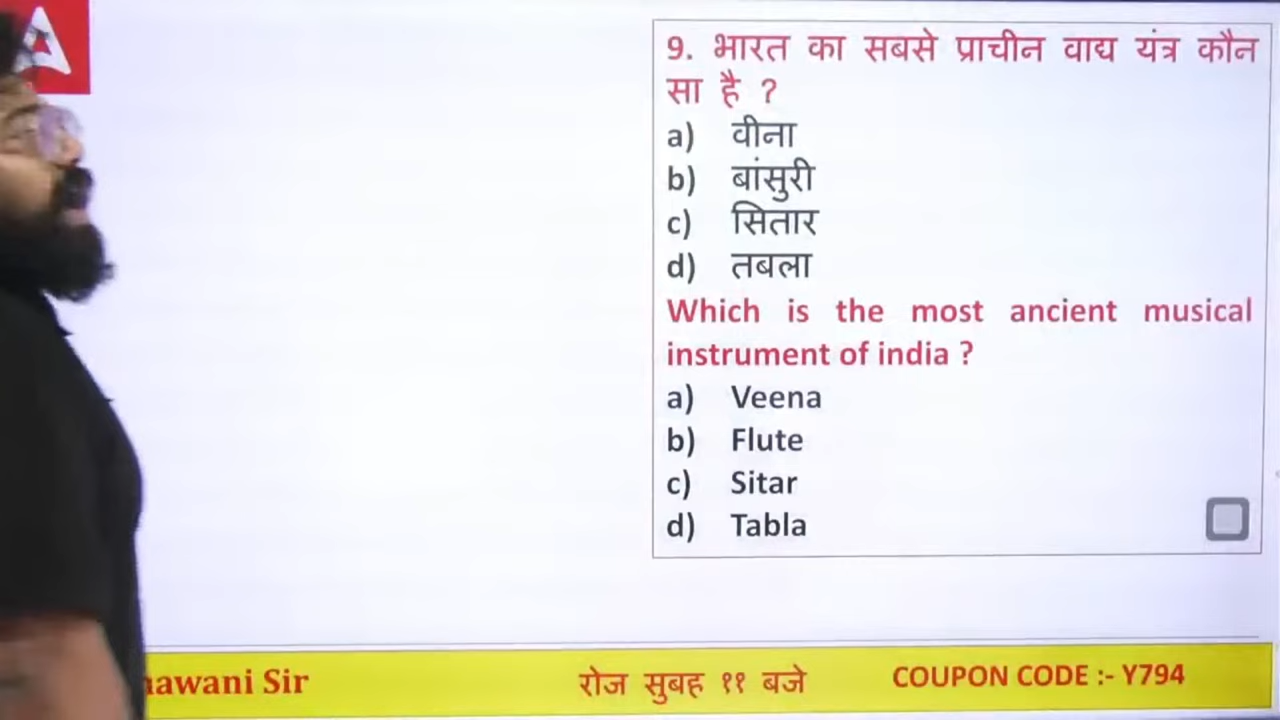 9. भारत का सबसे प्राचीन वाद्य यंत्र कौन
सा है ?
a) वीना
b) बांसुरी
c) सितार
d) तबला
Which is the most ancient musical
instrument of india ?
a) Veena
b) Flute
c) Sitar
d) Tabla
Sir
रोज सुबह ११ बजे
COUPON CODE :- Y794